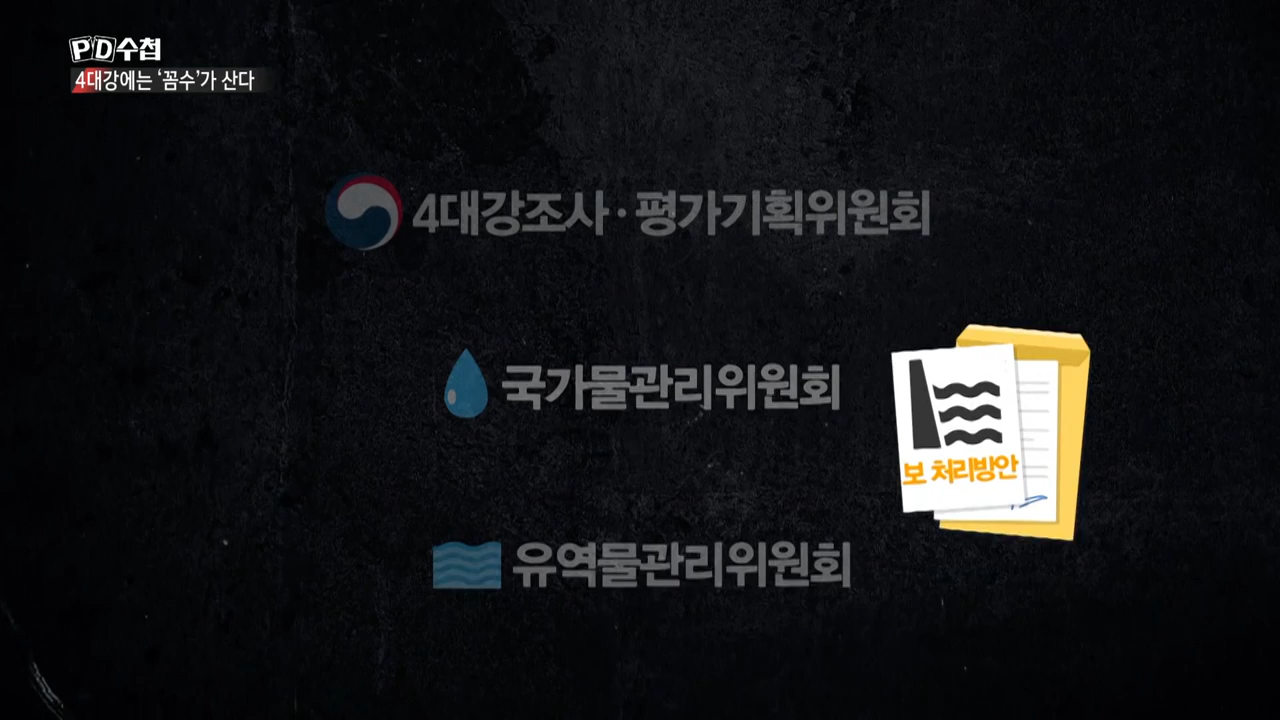 PD수첩
4대강에는 ‘꼼수’가 산다
4대강조사·평가기획위원회
국가물관리위원회
보 처리방안
유역물관리위원회